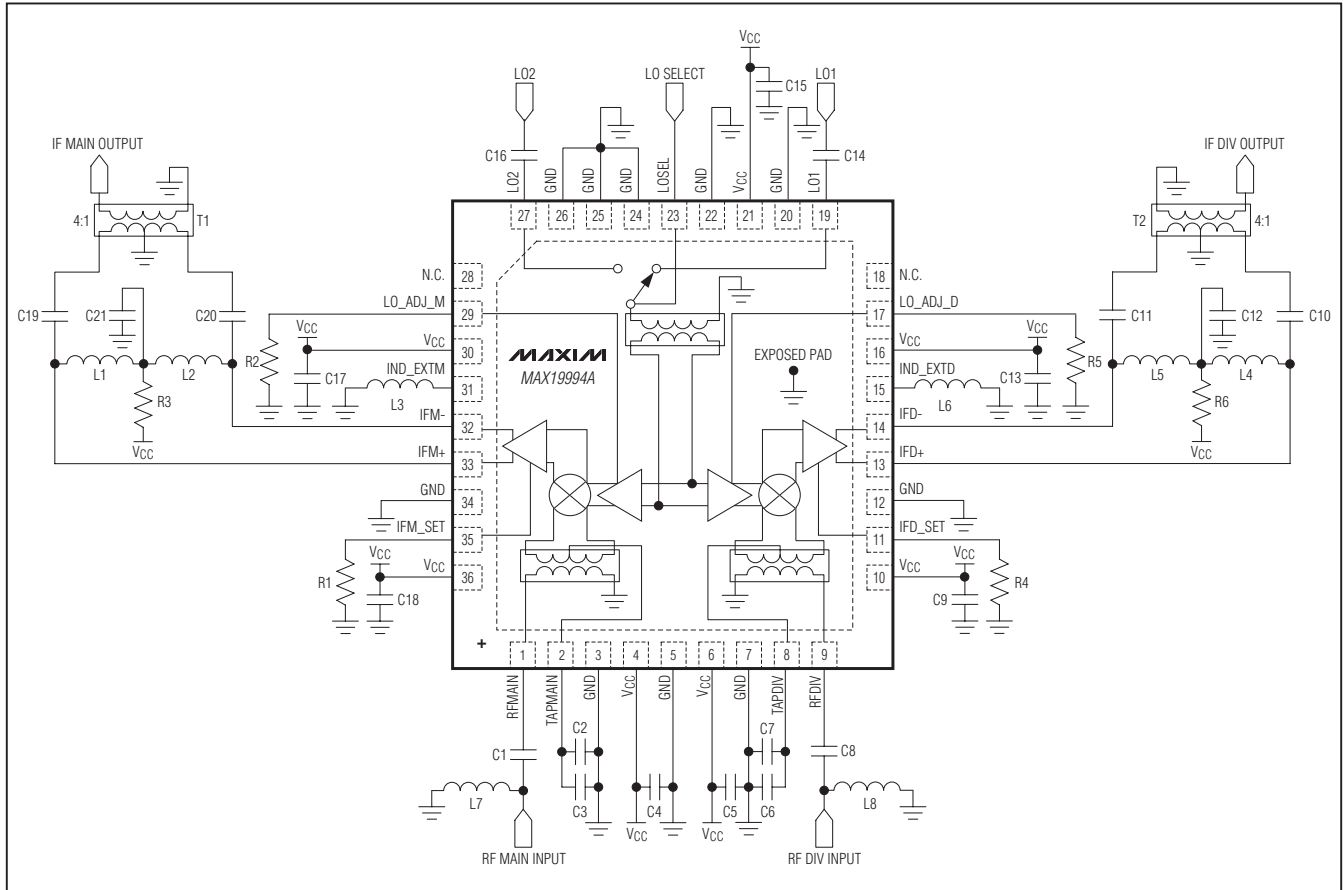 VCC
C15
LO2
LO SELECT
LO1
IF MAIN OUTPUT
IF DIV OUTPUT
C16
C14
LO2
GND
GND
GND
LOSEL
GND
VCC
GND
LO1
4:1
T1
T2
4:1
27
26
25
24
23
22
21
20
19
N.C.
28
18
N.C.
C19
C21
C20
LO_ADJ_M
29
17
LO_ADJ_D
C11
C12
C10
VCC
R2
VCC
30
16
VCC
VCC
R5
L1
L2
C17
MAXIM
MAX19994A
EXPOSED PAD
C13
L5
L4
IND_EXTM
31
15
IND_EXTD
R3
L3
L6
R6
VCC
IFM-
32
14
IFD-
VCC
IFM+
33
13
IFD+
GND
34
12
GND
IFM_SET
35
11
IFD_SET
R1
VCC
VCC
36
10
VCC
VCC
R4
C18
C9
+
1
2
3
4
5
6
7
8
9
RFMAIN
TAPMAIN
GND
VCC
GND
VCC
GND
TAPDIV
RFDIV
C1
C2
C7
C8
L7
C3
C4
C5
C6
L8
VCC
VCC
RF MAIN INPUT
RF DIV INPUT